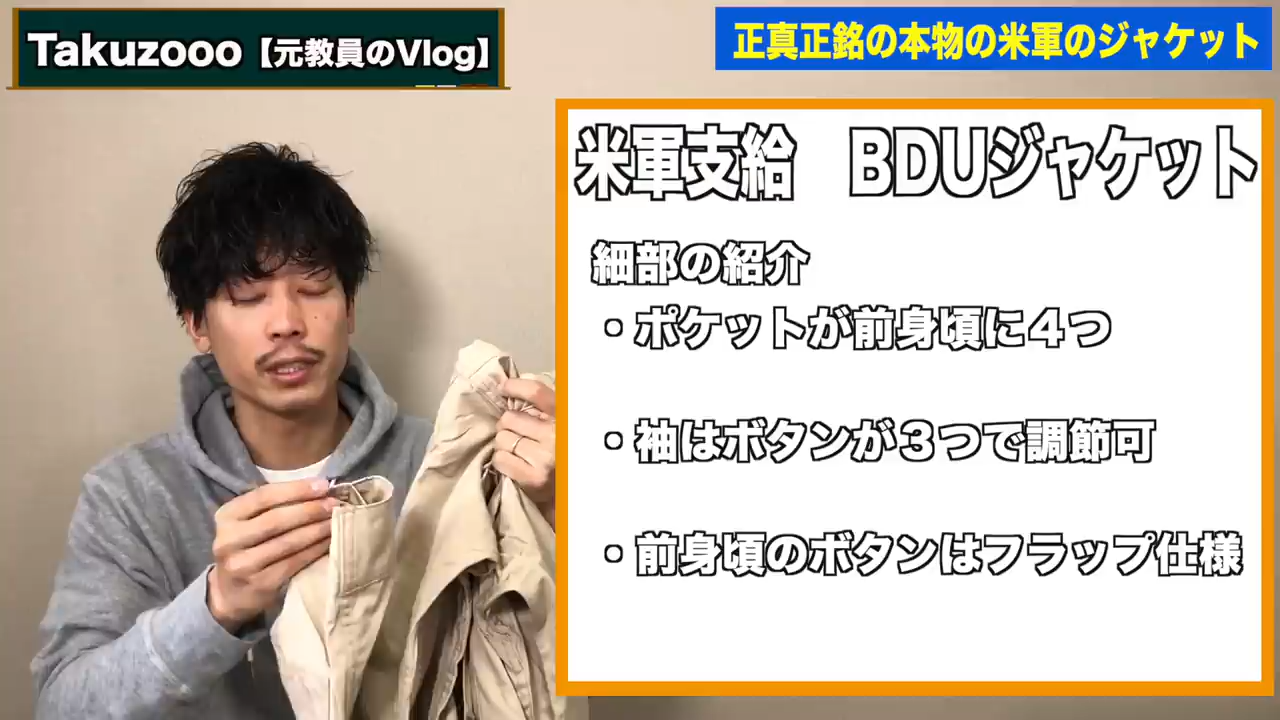 Takuzooo【元教員のVlog】
正真正銘の本物の米軍のジャケット
米軍支給　BDUジャケット
細部の紹介
・ポケットが前身頃に４つ
・袖はボタンが３つで調節可
・前身頃のボタンはフラップ仕様